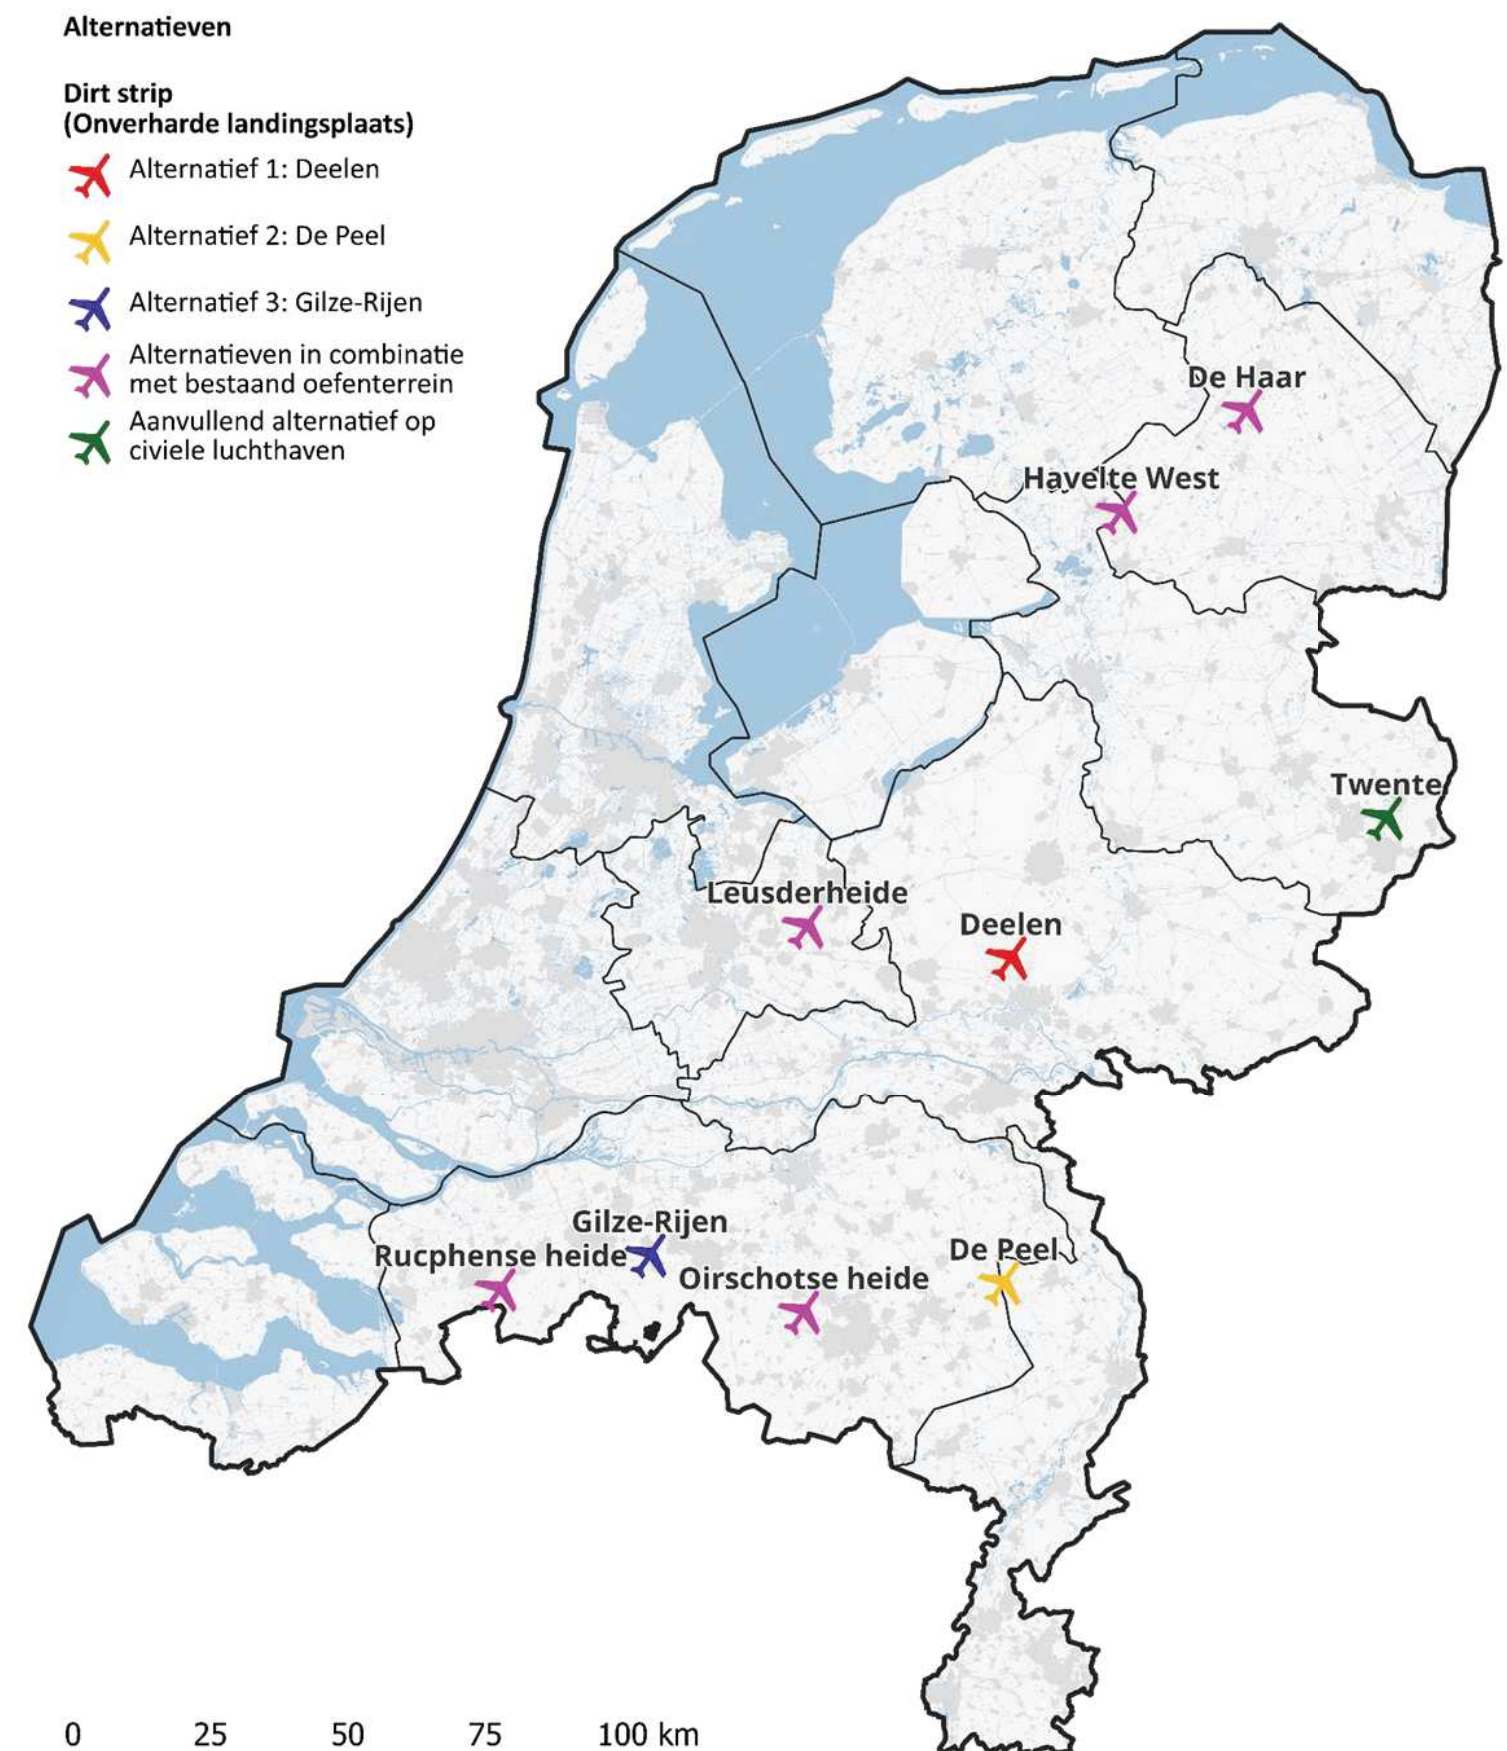 Alternatieven
Dirt strip
(Onverharde landingsplaats)
Alternatief 1: Deelen
Alternatief 2: De Peel
Alternatief 3: Gilze-Rijen
Alternatieven in combinatie
met bestaand oefenterrein
Aanvullend alternatief op
civiele luchthaven
De Haar
Havelte West
Twente
Leusderheide
Deelen
Gilze-Rijen
Rucphense heide
De Peel
Oirschotse heide
0 25 50 75 100 km